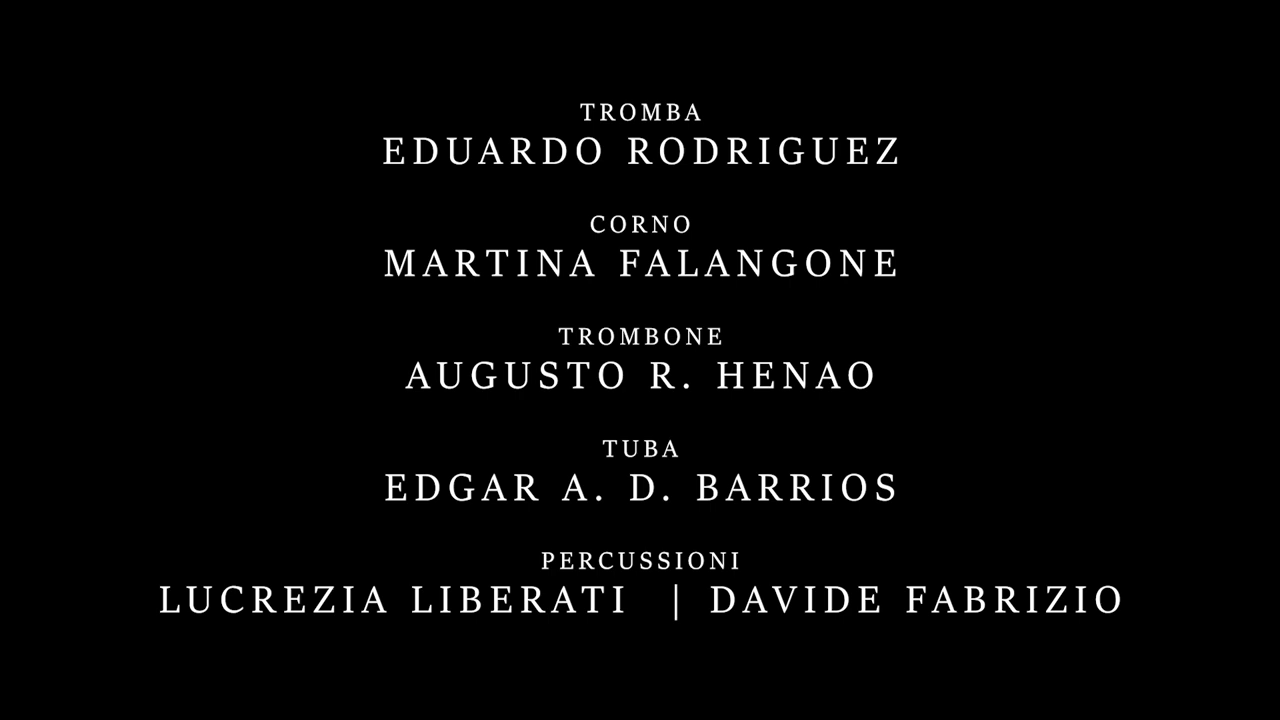 TROMBA
EDUARDO RODRIGUEZ
CORNO
MARTINA FALANGONE
TROMBONE
AUGUSTO R. HENAO
TUBA
EDGAR A. D. BARRIOS
PERCUSSIONI
LUCREZIA LIBERATI | DAVIDE FABRIZIO